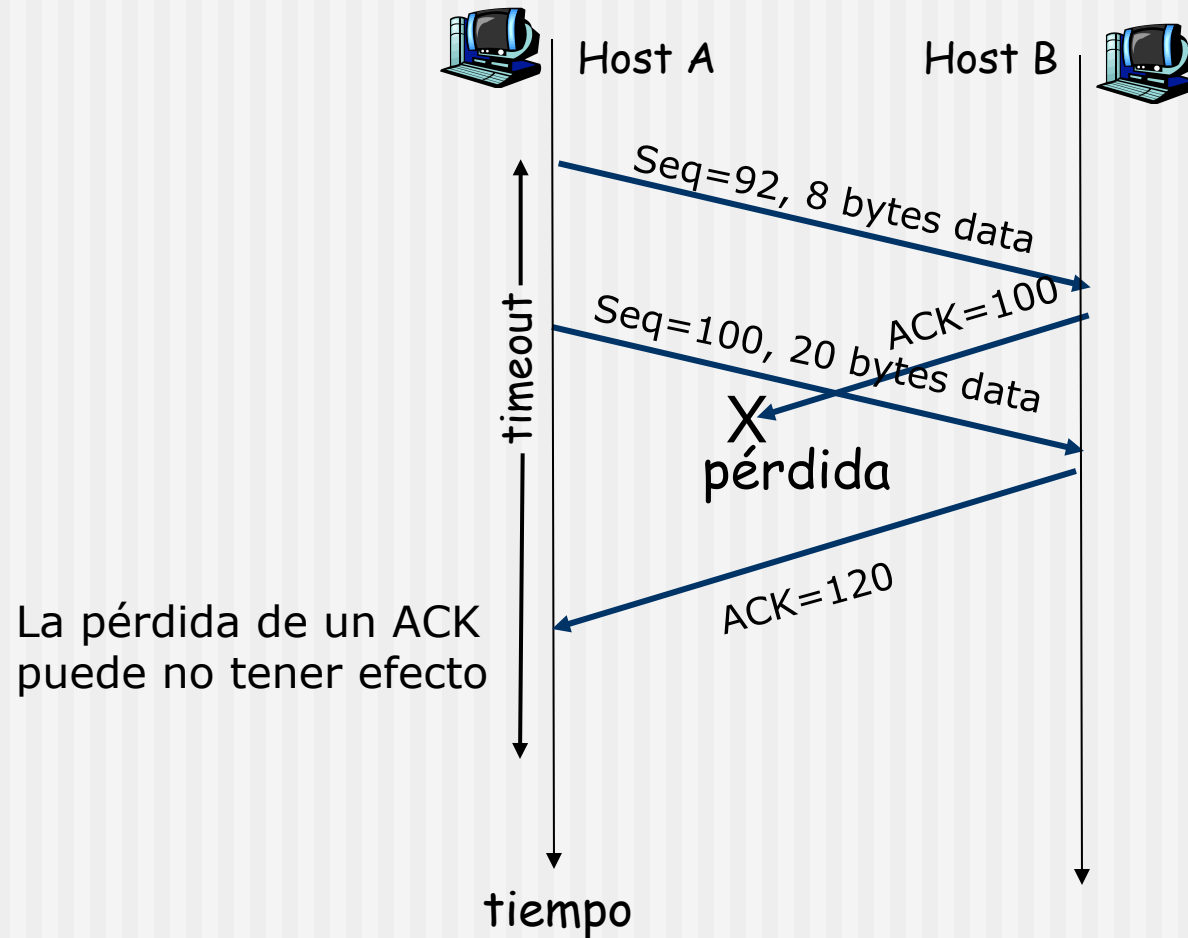 Host A
Host B
Seq=92, 8 bytes data
ACK=100
timeout
Seq=100, 20 bytes data
X
pérdida
ACK=120
La pérdida de un ACK
puede no tener efecto
tiempo